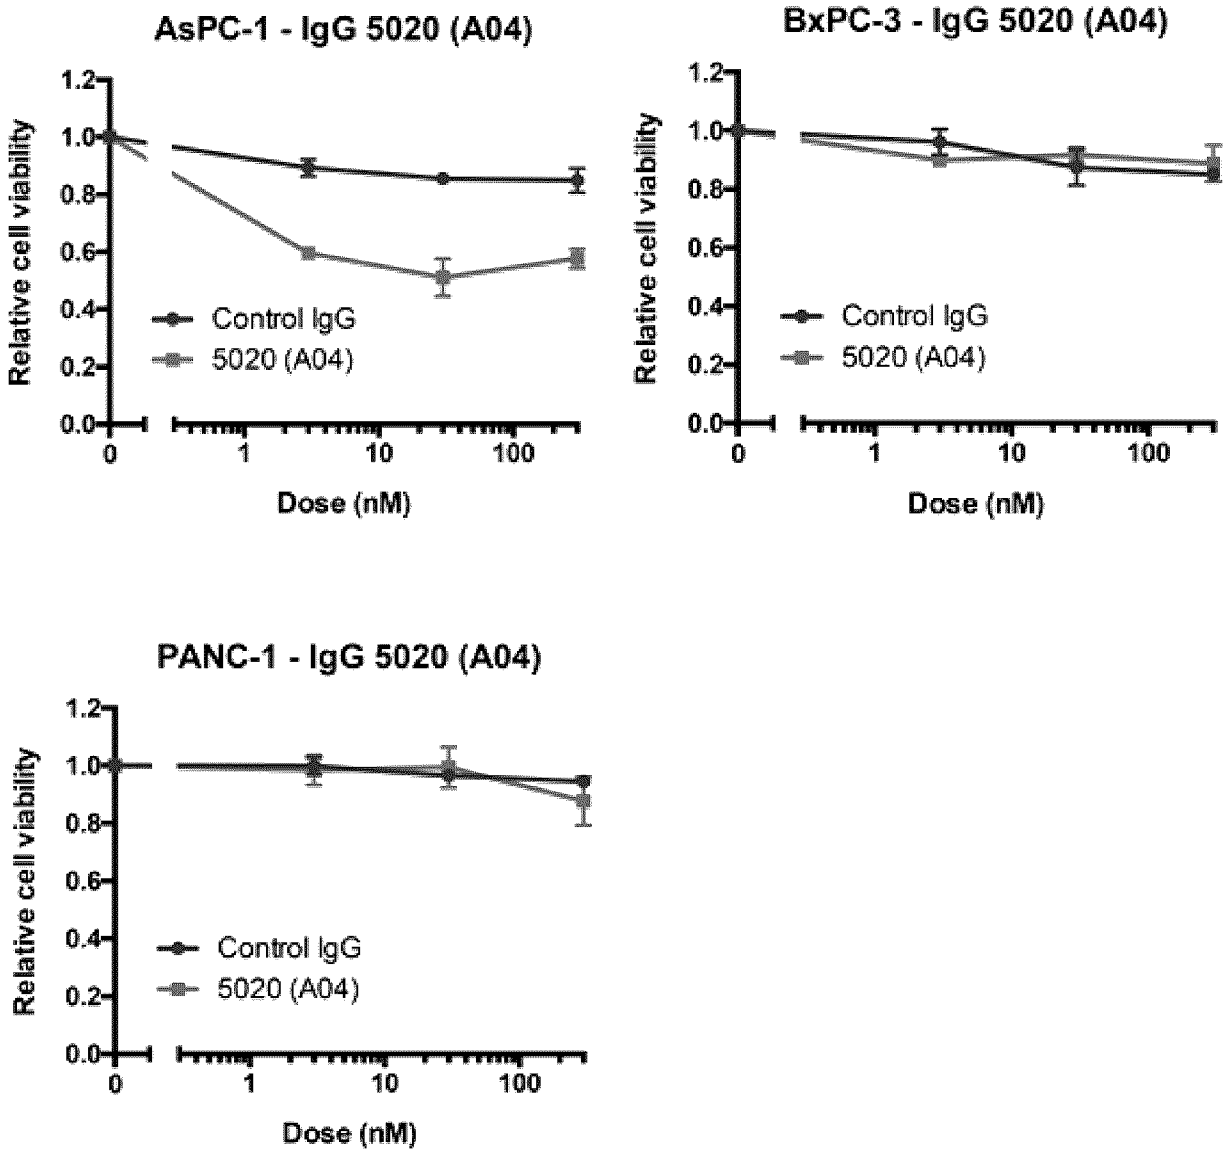 AsPC-1 - IgG 5020 (A04)
Relative cell viability
1.2
1.0
0.8
0.6
0.4
0.2
0.0
Control IgG
5020 (A04)
0 1 10 100
Dose (nM)
BxPC-3 - IgG 5020 (A04)
Relative cell viability
1.2
1.0
0.8
0.6
0.4
0.2
0.0
Control IgG
5020 (A04)
0 1 10 100
Dose (nM)
PANC-1 - IgG 5020 (A04)
Relative cell viability
1.2
1.0
0.8
0.6
0.4
0.2
0.0
Control IgG
5020 (A04)
0 1 10 100
Dose (nM)